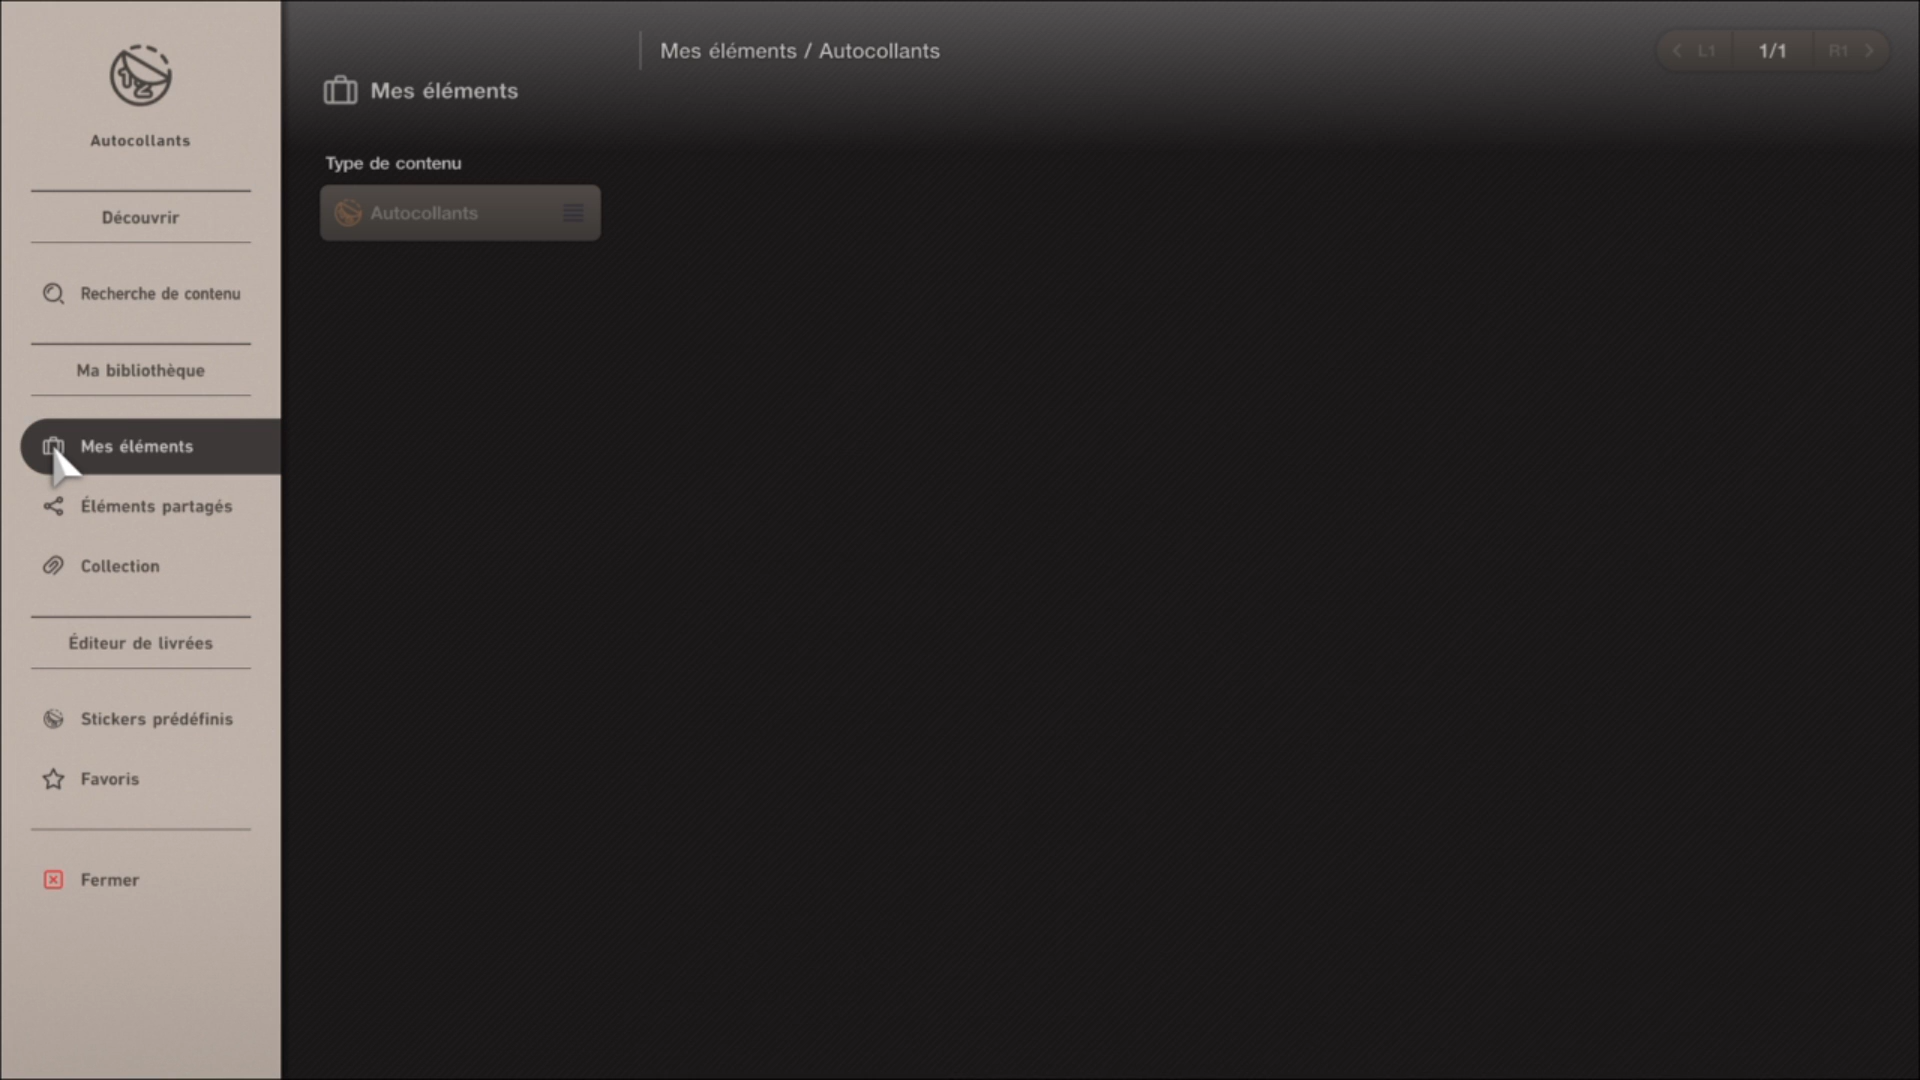 Autocollants
Découvrir
Recherche de contenu
Ma bibliothèque
Mes éléments
Éléments partagés
Collection
Éditeur de livrées
Stickers prédéfinis
Favoris
Fermer
Mes éléments / Autocollants
L1 1/1 R1
Mes éléments
Type de contenu
Autocollants